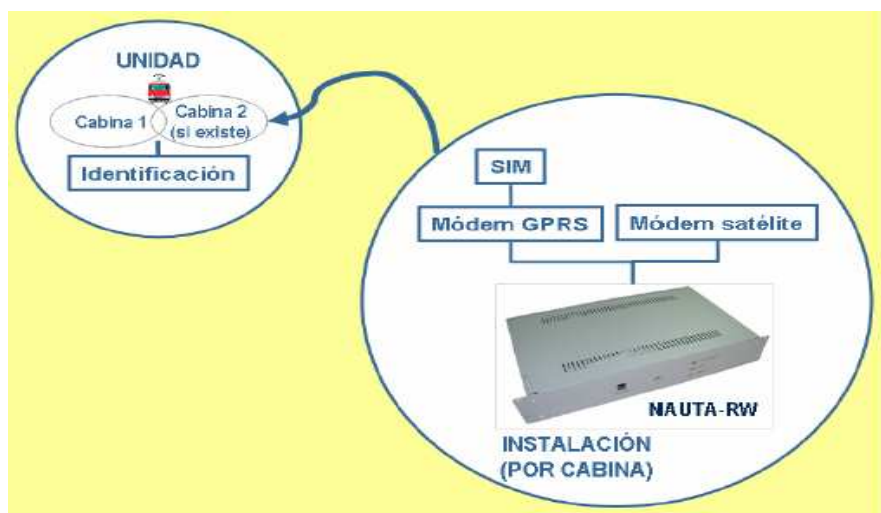 UNIDAD
Cabina 1
Cabina 2
(si existe)
Identificación
SIM
Módem GPRS
Módem satélite
NAUTA-RW
INSTALACIÓN
(POR CABINA)